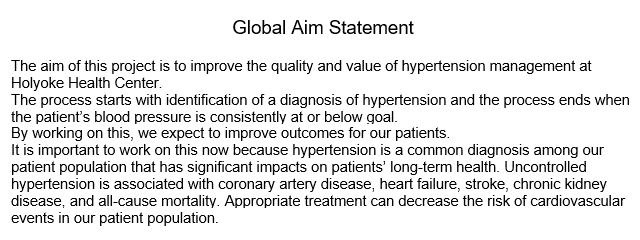 Global Aim Statement
The aim of this project is to improve the quality and value of hypertension management at
Holyoke Health Center.
The process starts with identification of a diagnosis of hypertension and the process ends when
the patient's blood pressure is consistently at or below goal.
By working on this, we expect to improve outcomes for our patients.
It is important to work on this now because hypertension is a common diagnosis among our
patient population that has significant impacts on patients' long-term health. Uncontrolled
hypertension is associated with coronary artery disease, heart failure, stroke, chronic kidney
disease, and all-cause mortality. Appropriate treatment can decrease the risk of cardiovascular
events in our patient population.